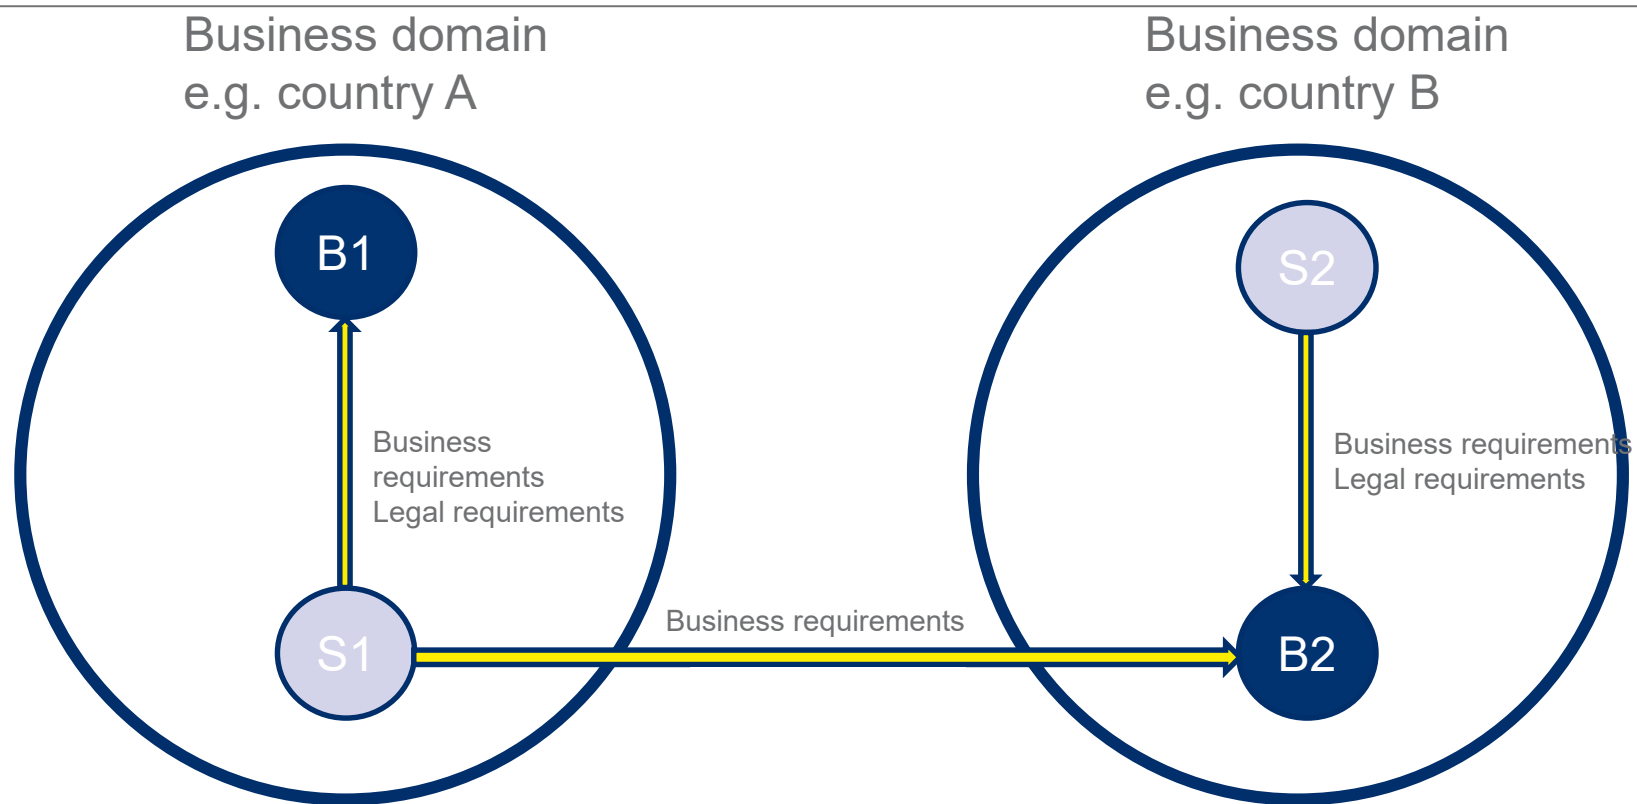 Business domain
e.g. country A
Business domain
e.g. country B
B1
S2
Business
requirements
Legal requirements
Business requirements
Legal requirements
Business requirements
S1
B2